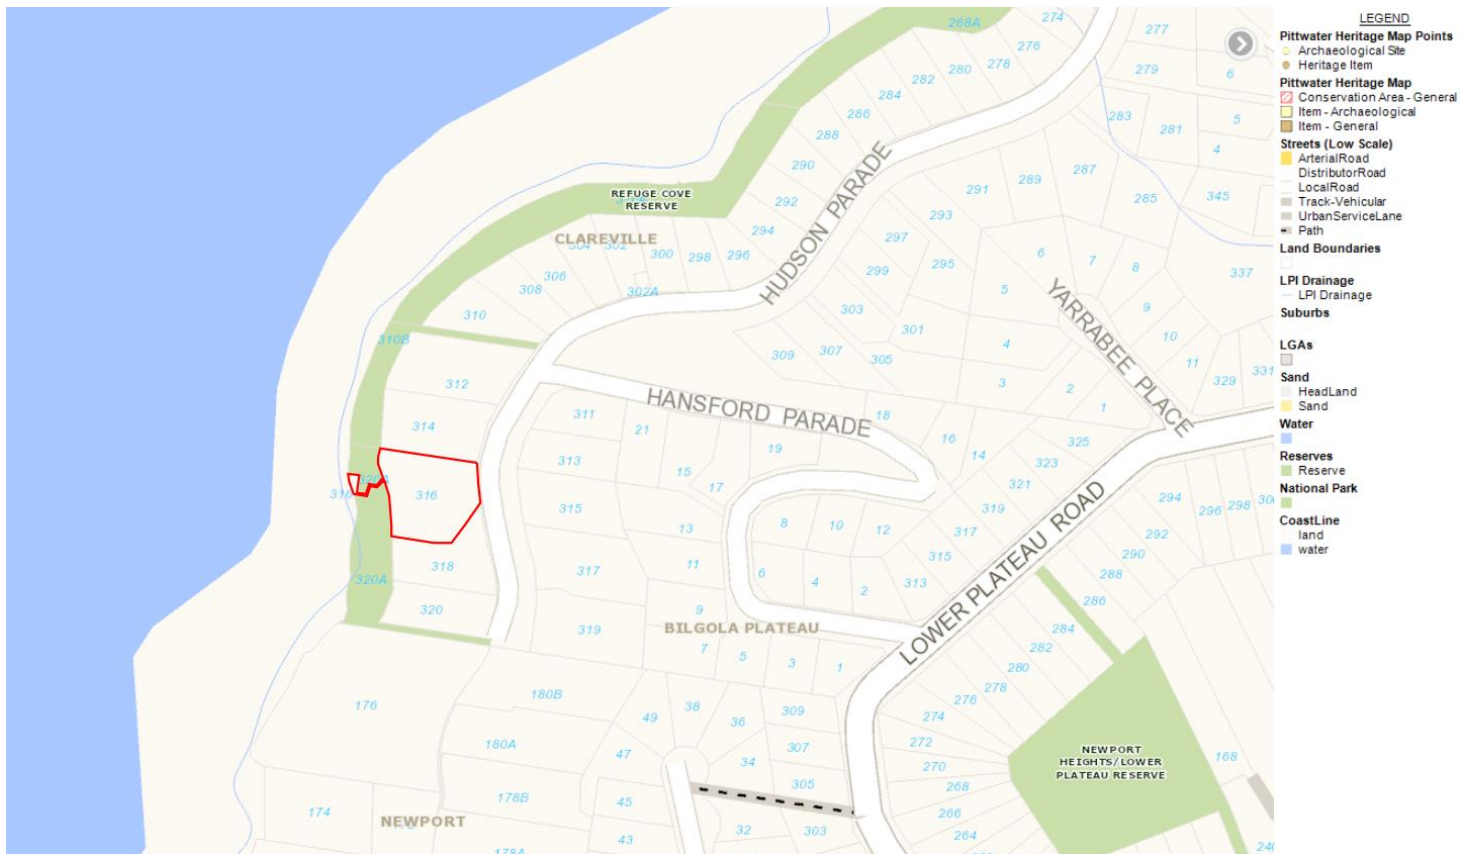 268A
274
277
276
280
278
279
6
282
284
286
283
281
5
288
4
290
287
289
291
285
345
292
REFUGE COVE
RESERVE
293
294
CLAREVILLE
304
302
300
298
296
297
295
HUDSON PARADE
6
7
8
337
306
308
302A
299
5
YARRABEE PLACE
310
303
301
9
310B
309
307
305
4
10
11
312
3
2
329
331
1
HANSFORD PARADE
311
18
314
21
16
325
19
14
313
323
15
321
320A
316
316
17
319
LOWER PLATEAU ROAD
294
296
298
315
13
8
10
12
317
292
290
315
318
11
317
6
4
2
313
288
320A
286
320
9
319
BILGOLA PLATEAU
284
7
5
3
1
282
280
278
176
180B
38
309
276
49
36
274
180A
47
307
272
34
270
NEWPORT
HEIGHTS/LOWER
PLATEAU RESERVE
168
305
268
178B
45
266
174
NEWPORT
32
303
43
264
178A
LEGEND
Pittwater Heritage Map Points
Archaeological Site
Heritage Item
Pittwater Heritage Map
Conservation Area - General
Item - Archaeological
Item - General
Streets (Low Scale)
ArterialRoad
DistributorRoad
LocalRoad
Track-Vehicular
UrbanServiceLane
Path
Land Boundaries
LPI Drainage
LPI Drainage
Suburbs
LGAs
Sand
HeadLand
Sand
Water
Reserves
Reserve
National Park
CoastLine
land
water